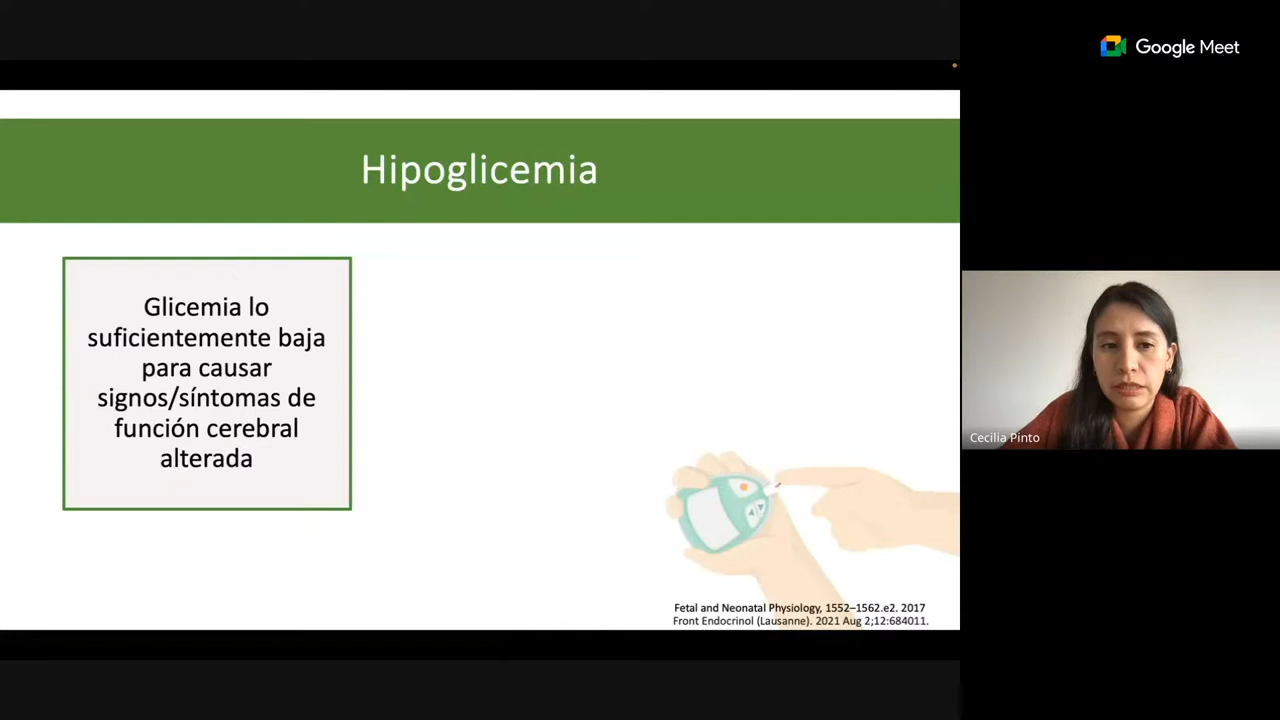 Google Meet
Hipoglicemia
Glicemia lo
suficientemente baja
para causar
signos/síntomas de
función cerebral
alterada
Cecilia Pinto
Fetal and Neonatal Physiology, 1552–1562.e2. 2017
Front Endocrinol (Lausanne). 2021 Aug 2;12:684011.